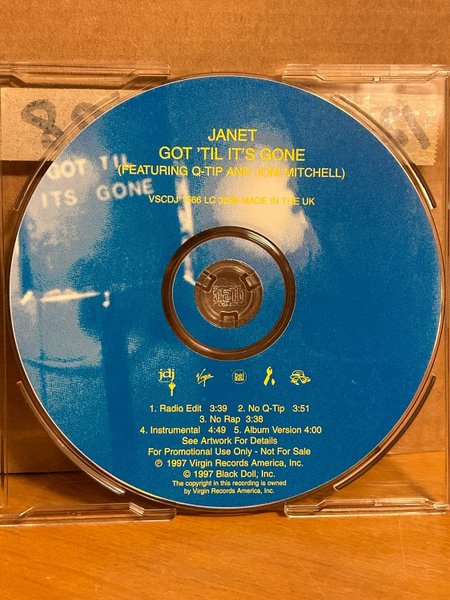 JANET
GOT 'TIL IT'S GONE
(FEATURING Q-TIP AND JONI MITCHELL)
GOT TIL
ITS GONE
VSCDJ 1666 LC 3098 MADE IN THE UK
jdj
Virgin
1. Radio Edit 3:39 2. No Q-Tip 3:51
3. No Rap 3:38
4. Instrumental 4:49 5. Album Version 4:00
See Artwork For Details
For Promotional Use Only - Not For Sale
℗ 1997 Virgin Records America, Inc.
© 1997 Black Doll, Inc.
The copyright in this recording is owned
by Virgin Records America, Inc.